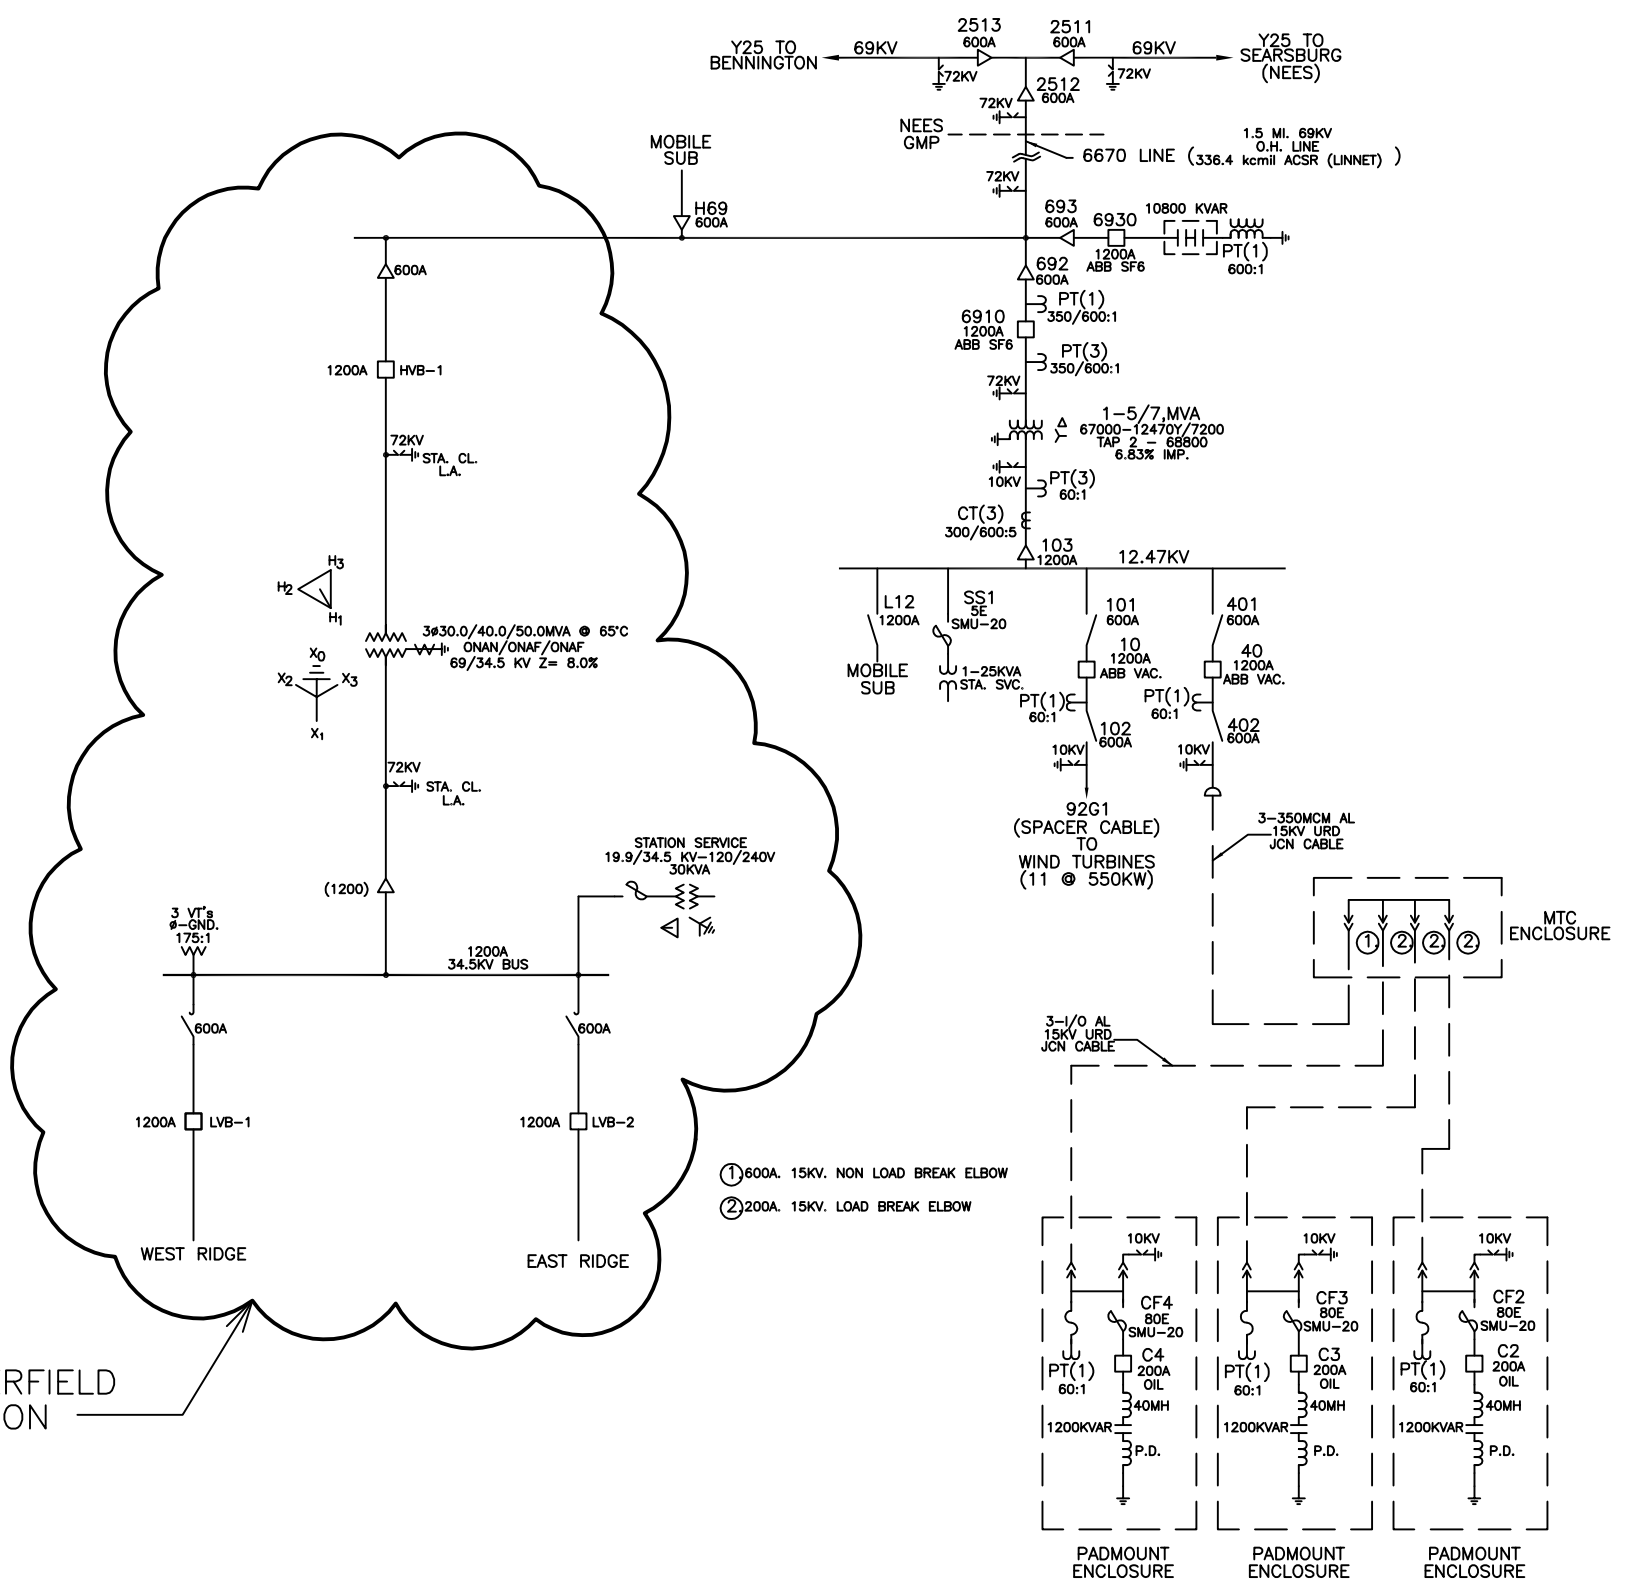 2513
600A
2511
600A
Y25 TO
BENNINGTON
69KV
69KV
Y25 TO
SEARSBURG
(NEES)
72KV
72KV
2512
600A
72KV
NEES
GMP
1.5 MI. 69KV
O.H. LINE
6670 LINE (336.4 kcmil ACSR (LINNET) )
72KV
MOBILE
SUB
H69
600A
693
600A
6930
1200A
ABB SF6
10800 KVAR
PT(1)
600:1
600A
692
600A
PT(1)
350/600:1
6910
1200A
ABB SF6
PT(3)
350/600:1
1200A
HVB-1
72KV
72KV
STA. CL.
L.A.
1-5/7,MVA
67000-12470Y/7200
TAP 2 - 68800
6.83% IMP.
10KV
PT(3)
60:1
CT(3)
300/600:5
103
1200A
12.47KV
H3
H2
H1
3ø30.0/40.0/50.0MVA @ 65°C
ONAN/ONAF/ONAF
69/34.5 KV Z= 8.0%
X0
X2
X3
X1
L12
1200A
MOBILE
SUB
SS1
5E
SMU-20
1-25KVA
STA. SVC.
101
600A
10
1200A
ABB VAC.
PT(1)
60:1
102
600A
10KV
401
600A
40
1200A
ABB VAC.
PT(1)
60:1
402
600A
10KV
72KV
STA. CL.
L.A.
92G1
(SPACER CABLE)
TO
WIND TURBINES
(11 @ 550KW)
3-350MCM AL
15KV URD
JCN CABLE
STATION SERVICE
19.9/34.5 KV-120/240V
30KVA
(1200)
3 VT's
ø-GND.
175:1
1200A
34.5KV BUS
1.
2.
2.
2.
MTC
ENCLOSURE
600A
600A
3-1/0 AL
15KV URD
JCN CABLE
1200A
LVB-1
1200A
LVB-2
1. 600A. 15KV. NON LOAD BREAK ELBOW
2. 200A. 15KV. LOAD BREAK ELBOW
WEST RIDGE
EAST RIDGE
RFIELD
ON
10KV
CF4
80E
SMU-20
PT(1)
60:1
C4
200A
OIL
40MH
1200KVAR
P.D.
PADMOUNT
ENCLOSURE
10KV
CF3
80E
SMU-20
PT(1)
60:1
C3
200A
OIL
40MH
1200KVAR
P.D.
PADMOUNT
ENCLOSURE
10KV
CF2
80E
SMU-20
PT(1)
60:1
C2
200A
OIL
40MH
1200KVAR
P.D.
PADMOUNT
ENCLOSURE